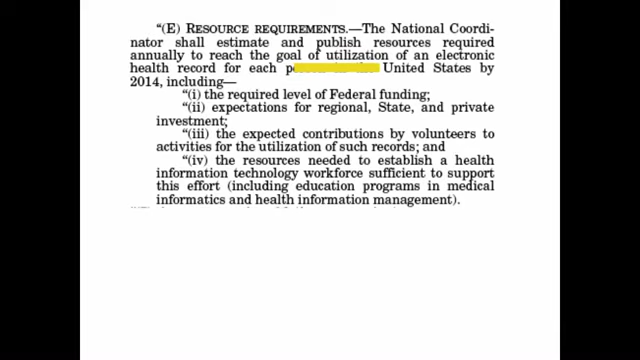 “(E) RESOURCE REQUIREMENTS.—The National Coordi-
nator shall estimate and publish resources required
annually to reach the goal of utilization of an electronic
health record for each United States by
2014, including—
“(i) the required level of Federal funding;
“(ii) expectations for regional, State, and private
investment;
“(iii) the expected contributions by volunteers to
activities for the utilization of such records; and
“(iv) the resources needed to establish a health
information technology workforce sufficient to support
this effort (including education programs in medical
informatics and health information management).